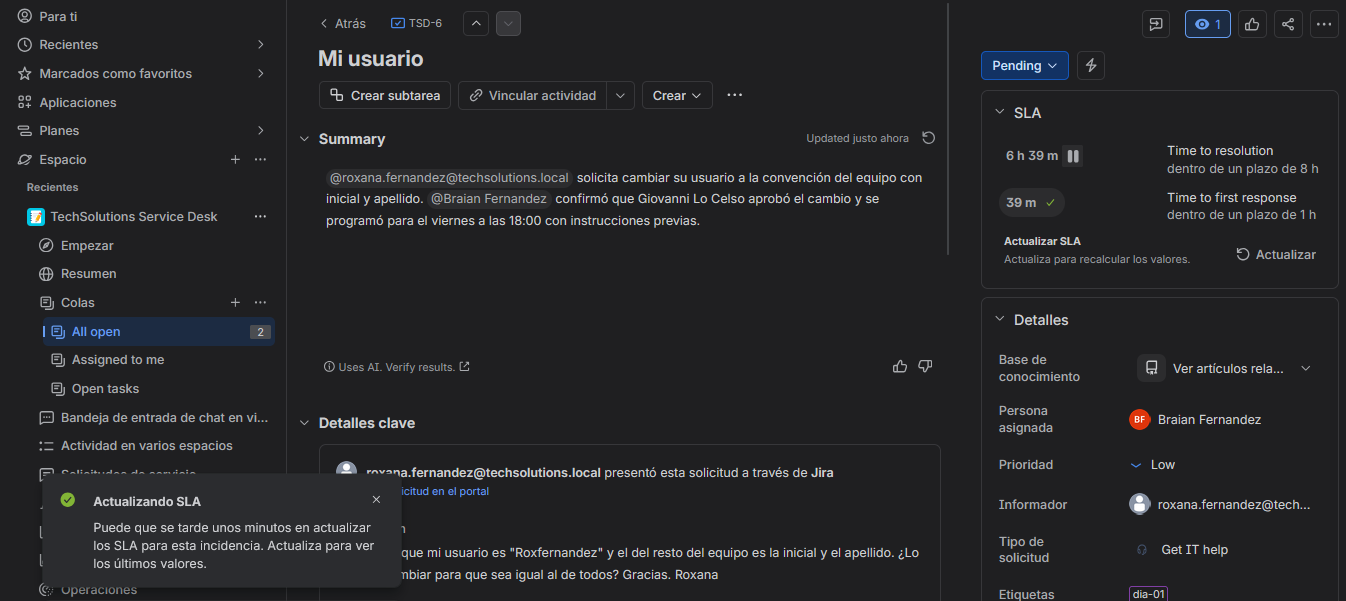 Para ti
Recientes
Marcados como favoritos
Aplicaciones
Planes
Espacio
Recientes
TechSolutions Service Desk
Empezar
Resumen
Colas
All open 2
Assigned to me
Open tasks
Bandeja de entrada de chat en vi...
Actividad en varios espacios
Solicitudes de servicio
Operaciones
Actualizando SLA
Puede que se tarde unos minutos en actualizar
los SLA para esta incidencia. Actualiza para ver
los últimos valores.
Atrás
TSD-6
Mi usuario
Crear subtarea
Vincular actividad
Crear
Summary
Updated justo ahora
@roxana.fernandez@techsolutions.local solicita cambiar su usuario a la convención del equipo con
inicial y apellido. @Braian Fernandez confirmó que Giovanni Lo Celso aprobó el cambio y se
programó para el viernes a las 18:00 con instrucciones previas.
Uses AI. Verify results.
Detalles clave
roxana.fernandez@techsolutions.local presentó esta solicitud a través de Jira
icitud en el portal
que mi usuario es "Roxfernandez" y el del resto del equipo es la inicial y el apellido. ¿Lo
mbiar para que sea igual al de todos? Gracias. Roxana
1
Pending
SLA
6 h 39 m
Time to resolution
dentro de un plazo de 8 h
39 m
Time to first response
dentro de un plazo de 1 h
Actualizar SLA
Actualiza para recalcular los valores.
Actualizar
Detalles
Base de
conocimiento
Ver artículos rela...
Persona
asignada
BF Braian Fernandez
Prioridad
Low
Informador
roxana.fernandez@tech...
Tipo de
solicitud
Get IT help
Etiquetas
dia-01